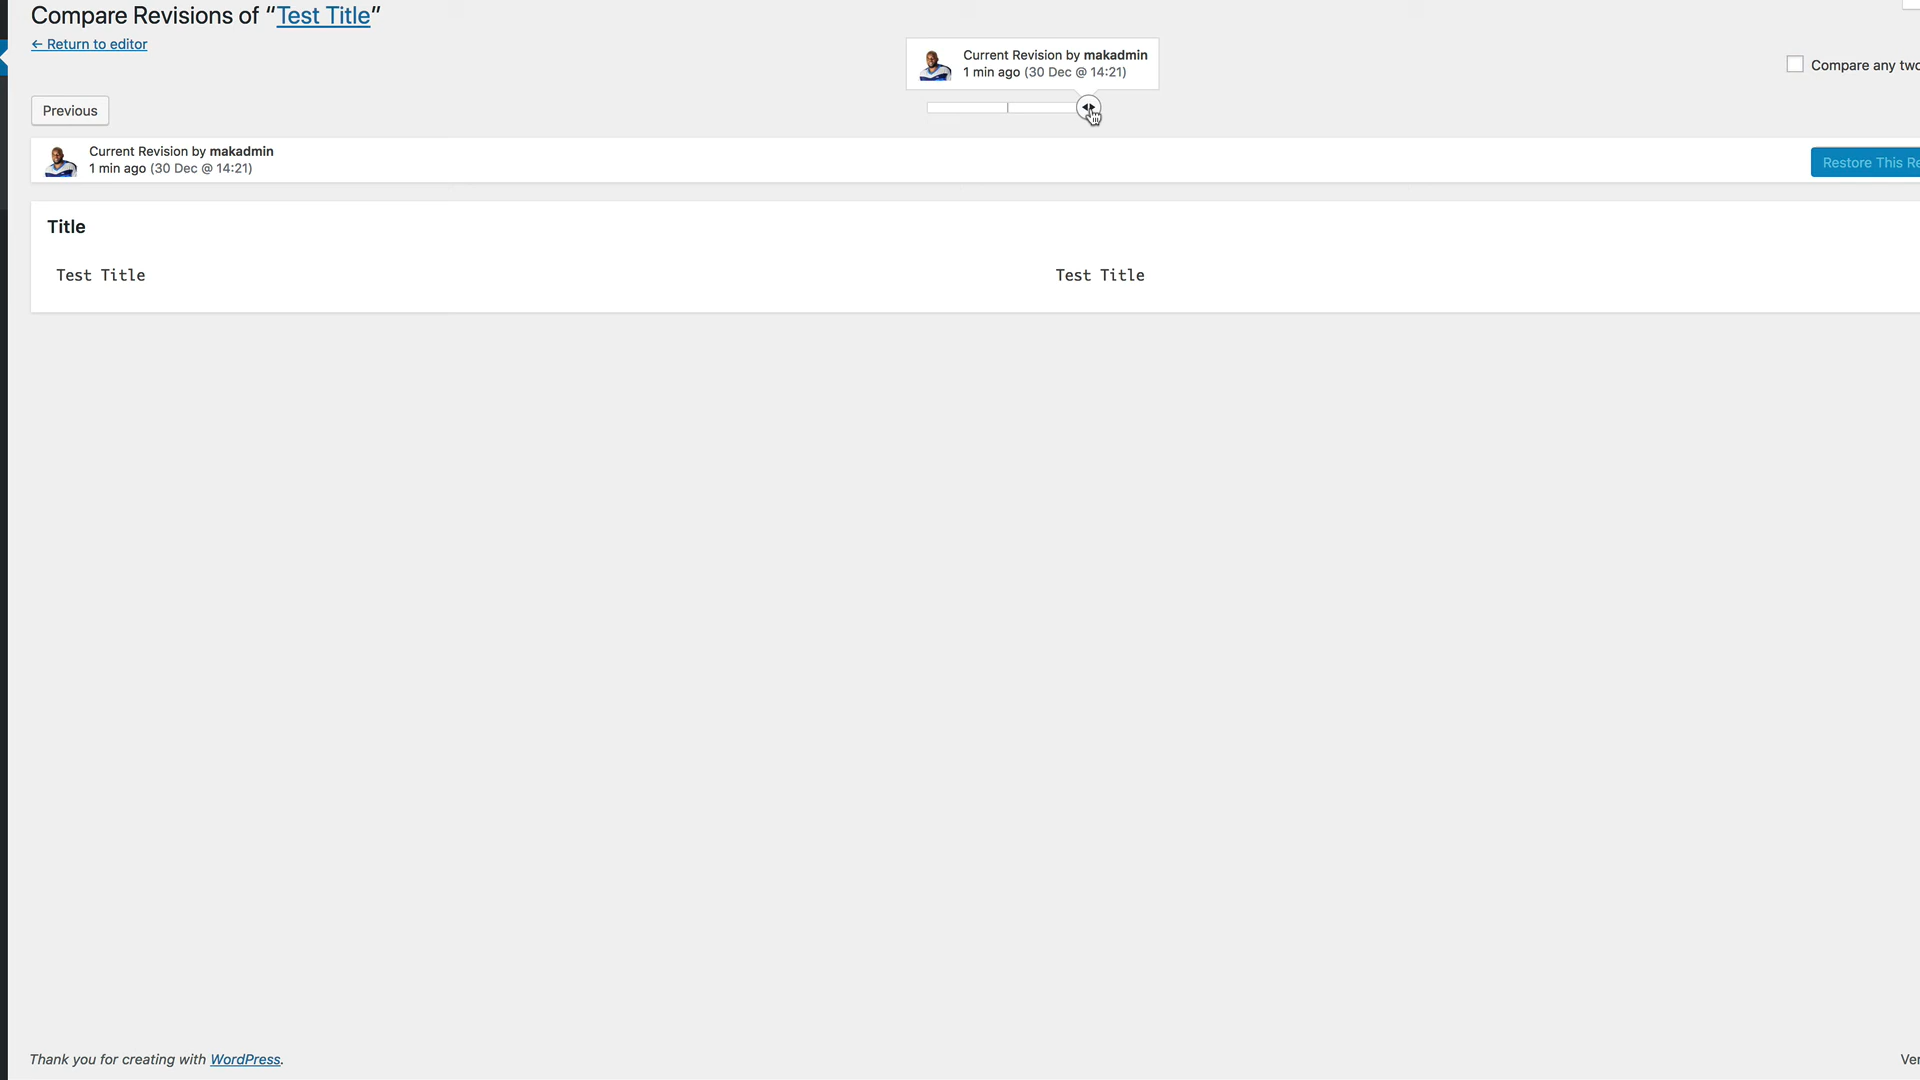 Compare Revisions of “Test Title”
← Return to editor
Current Revision by makadmin
1 min ago (30 Dec @ 14:21)
Compare any two
Previous
Current Revision by makadmin
1 min ago (30 Dec @ 14:21)
Restore This Re
Title
Test Title
Test Title
Thank you for creating with WordPress.
Ver